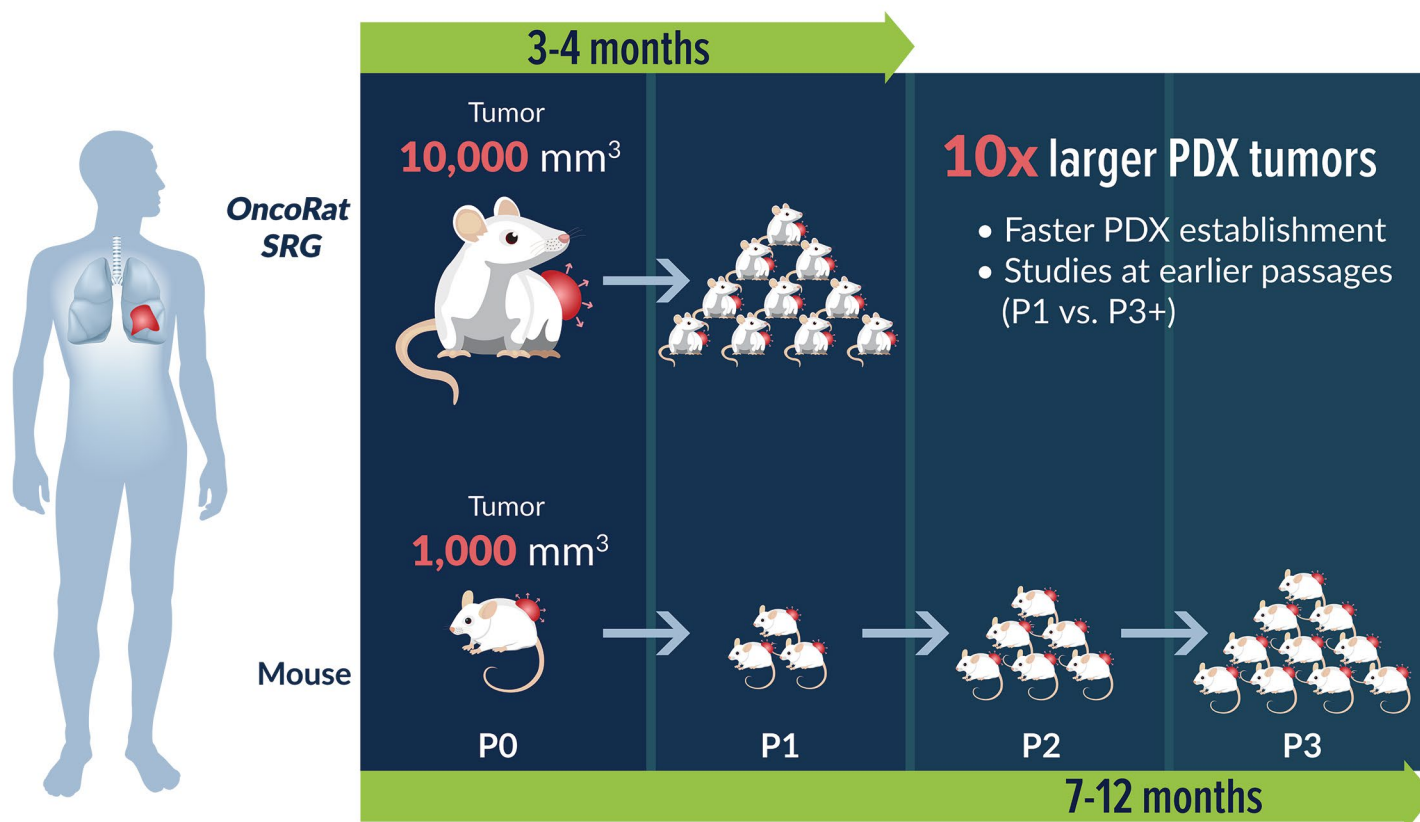 3-4 months
Tumor
10,000 mm³
OncoRat
SRG
10x larger PDX tumors
• Faster PDX establishment
• Studies at earlier passages
(P1 vs. P3+)
Tumor
1,000 mm³
Mouse
P0
P1
P2
P3
7-12 months